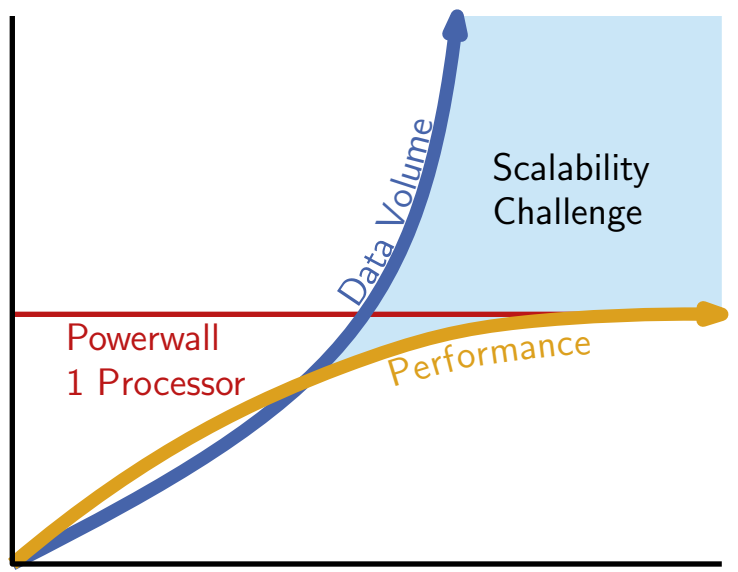 Data Volume
Scalability
Challenge
Powerwall
1 Processor
Performance